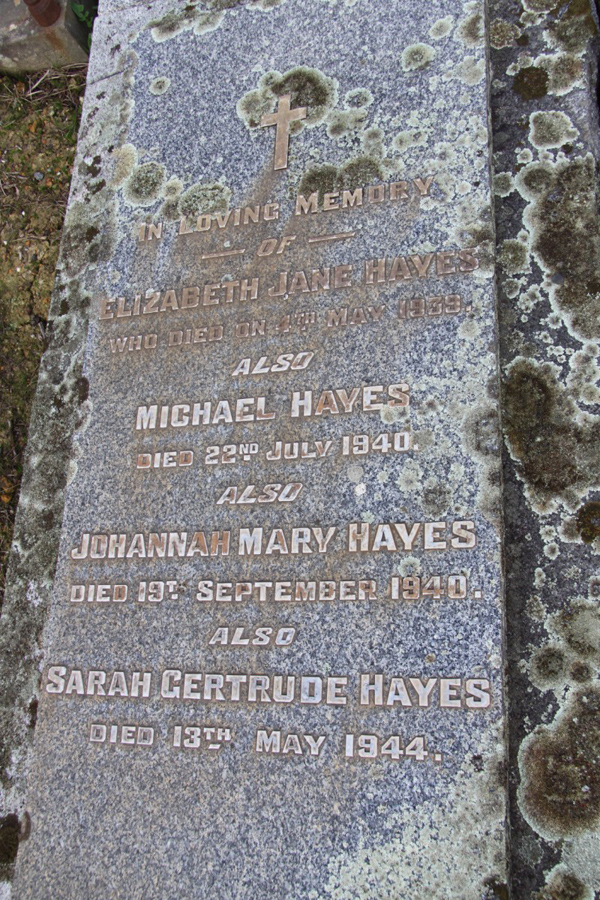 IN LOVING MEMORY
OF
ELIZABETH JANE HAYES
WHO DIED ON 4TH MAY 1939.
ALSO
MICHAEL HAYES
DIED 22ND JULY 1940.
ALSO
JOHANNAH MARY HAYES
DIED 19T. SEPTEMBER 1940.
ALSO
SARAH GERTRUDE HAYES
DIED 13TH MAY 1944.